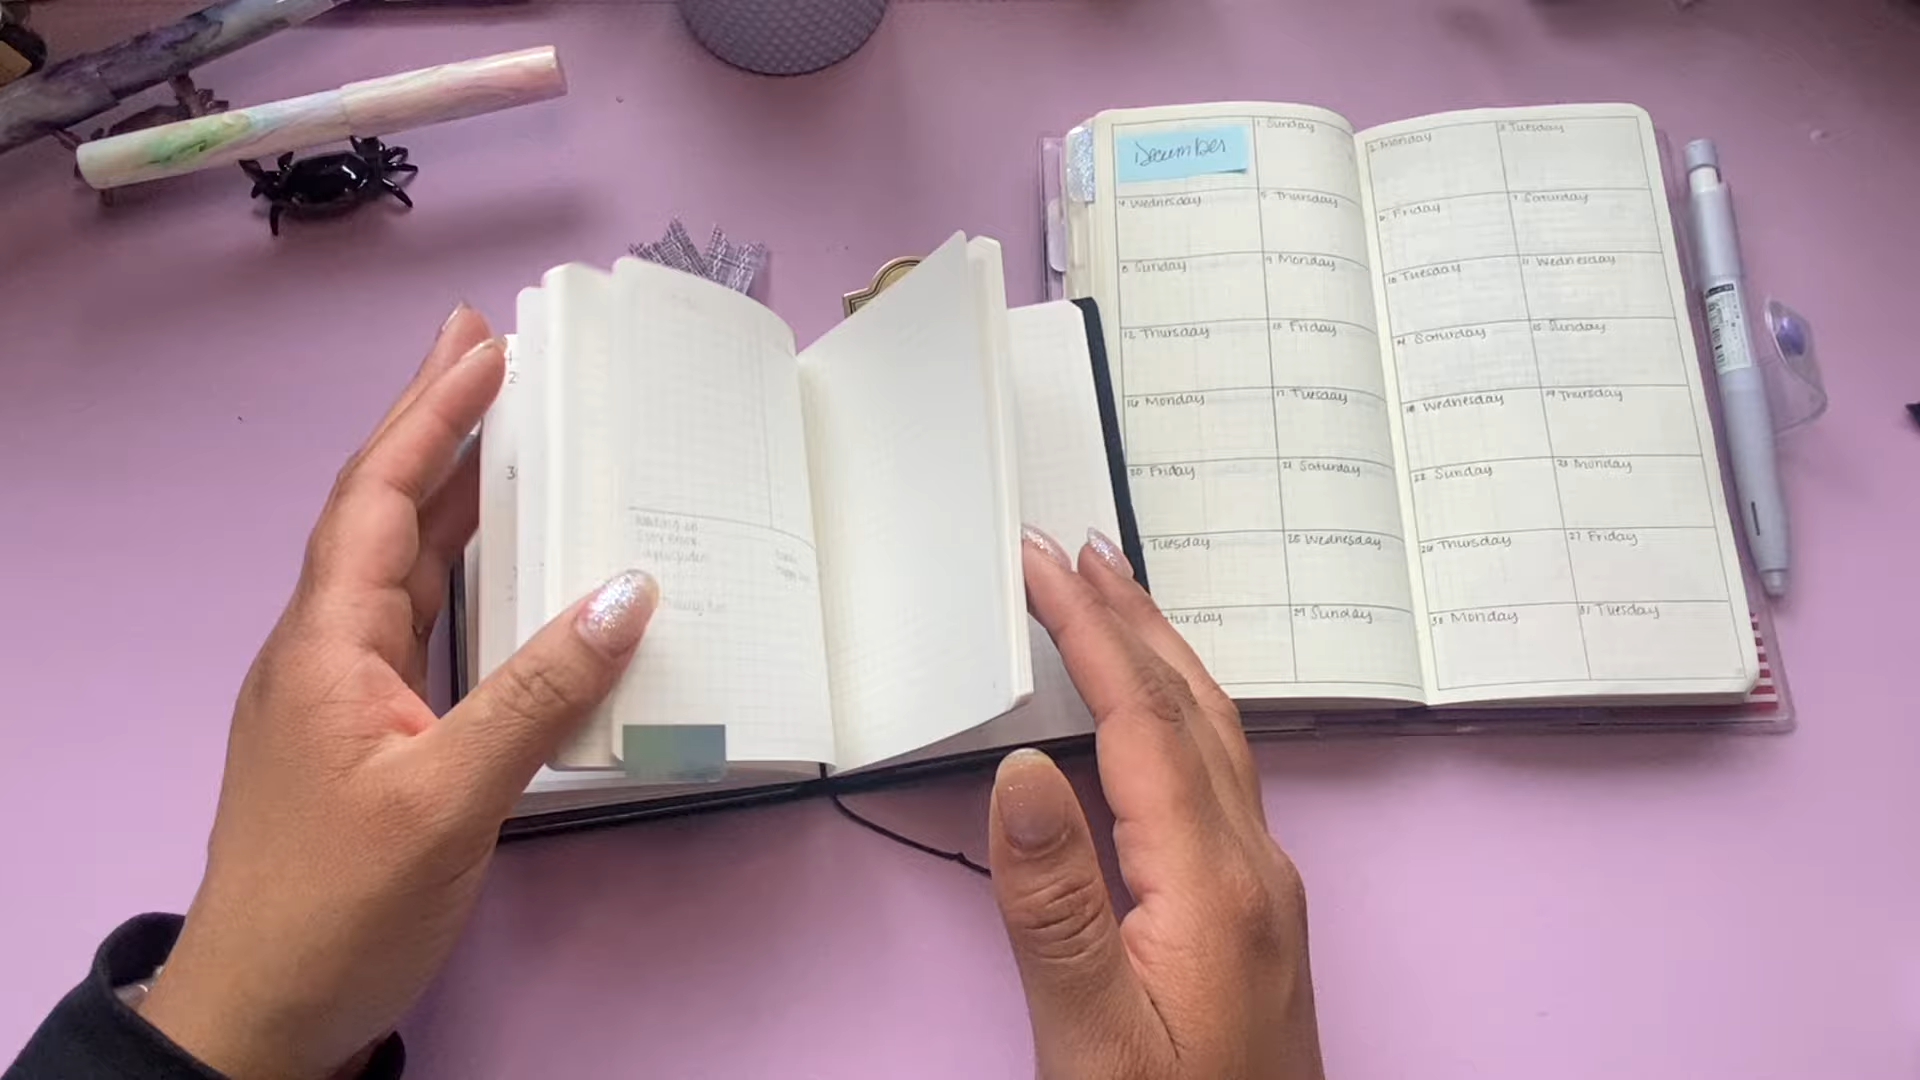 December
1 Sunday
2 Monday
3 Tuesday
4 Wednesday
5 Thursday
6 Friday
7 Saturday
8 Sunday
9 Monday
10 Tuesday
11 Wednesday
12 Thursday
13 Friday
14 Saturday
15 Sunday
16 Monday
17 Tuesday
18 Wednesday
19 Thursday
20 Friday
21 Saturday
22 Sunday
23 Monday
Tuesday
25 Wednesday
26 Thursday
27 Friday
turday
29 Sunday
30 Monday
31 Tuesday